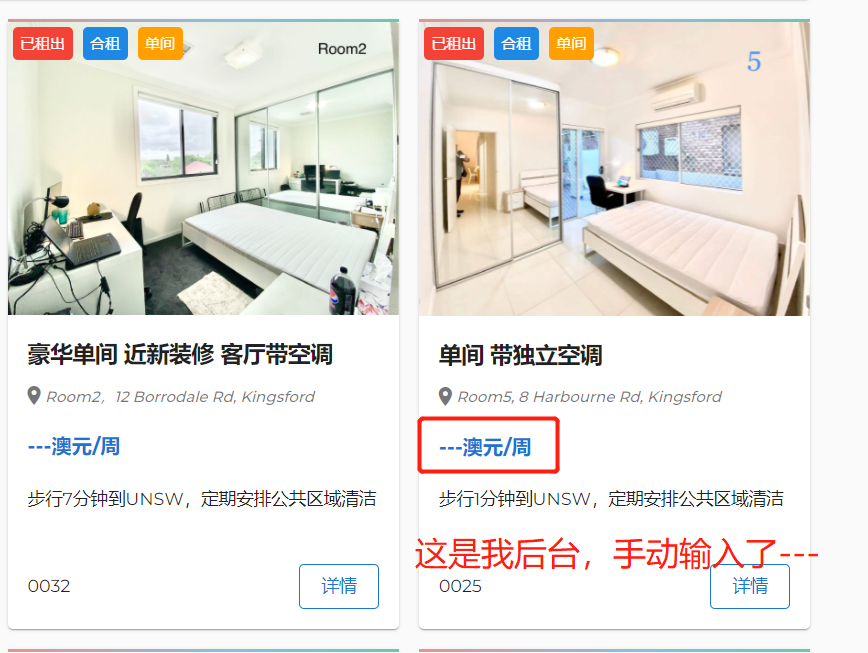 已租出
合租
单间
Room2
豪华单间 近新装修 客厅带空调
Room2，12 Borrodale Rd, Kingsford
---澳元/周
步行7分钟到UNSW，定期安排公共区域清洁
0032
详情
已租出
合租
单间
5
单间 带独立空调
Room5, 8 Harbourne Rd, Kingsford
---澳元/周
步行1分钟到UNSW，定期安排公共区域清洁
这是我后台，手动输入了---
0025
详情